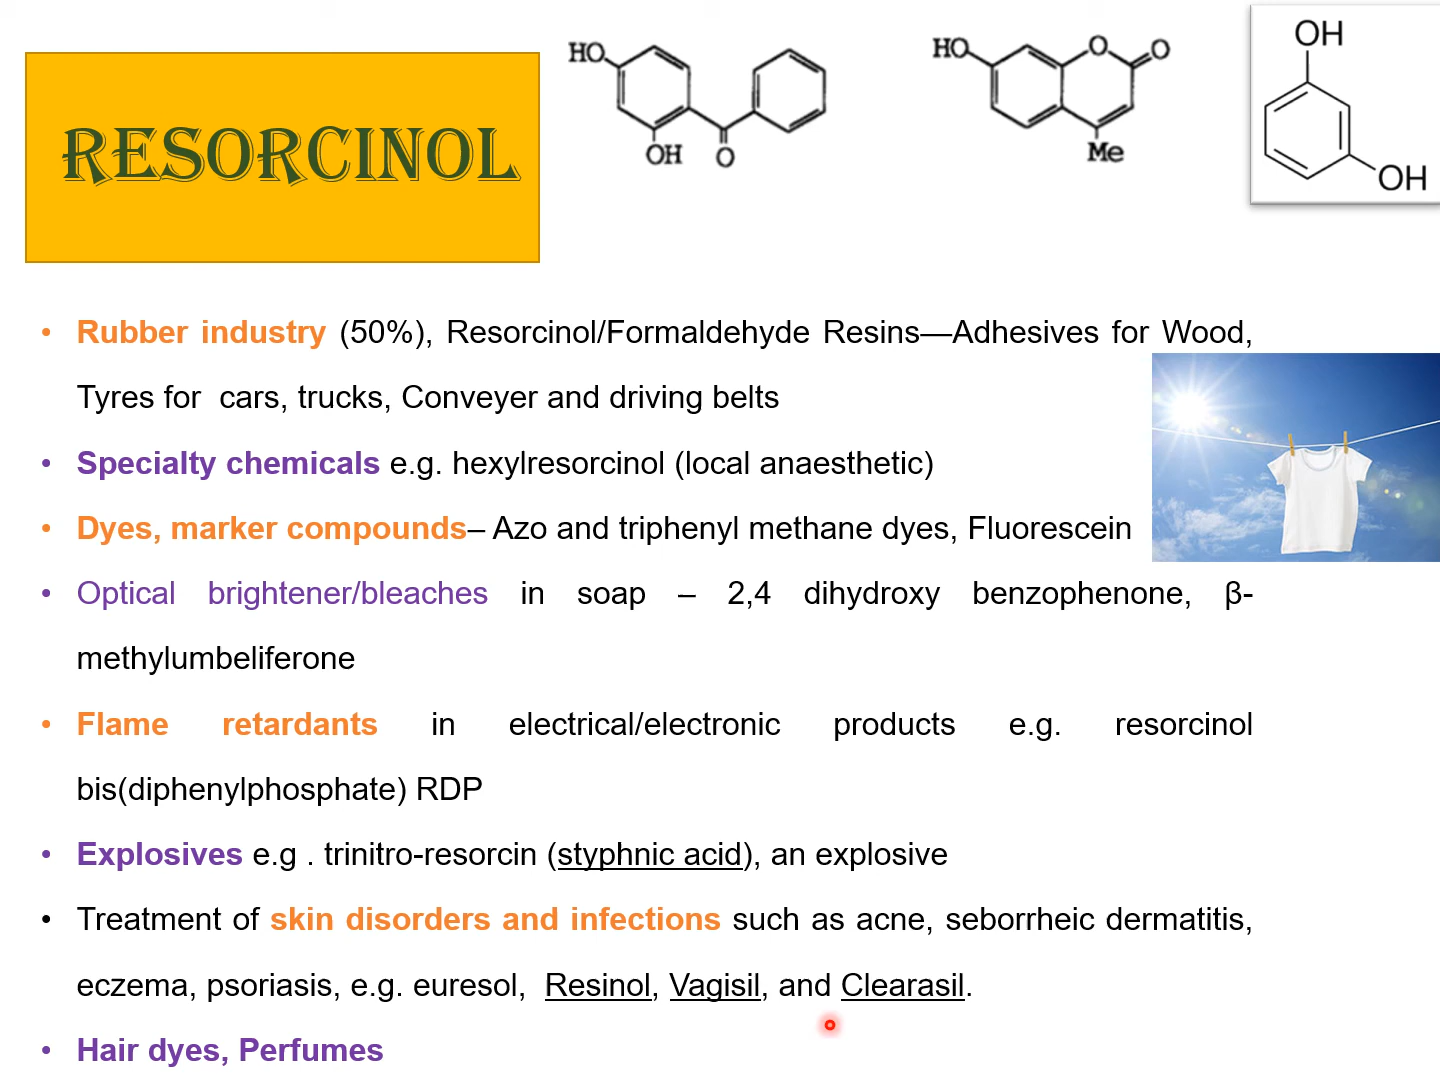 RESORCINOL
HO
OH
O
HO
O
O
Me
OH
OH
• Rubber industry (50%), Resorcinol/Formaldehyde Resins—Adhesives for Wood,
Tyres for cars, trucks, Conveyer and driving belts
• Specialty chemicals e.g. hexylresorcinol (local anaesthetic)
• Dyes, marker compounds– Azo and triphenyl methane dyes, Fluorescein
• Optical brightener/bleaches in soap – 2,4 dihydroxy benzophenone, β-
methylumbeliferone
• Flame retardants in electrical/electronic products e.g. resorcinol
bis(diphenylphosphate) RDP
• Explosives e.g . trinitro-resorcin (styphnic acid), an explosive
• Treatment of skin disorders and infections such as acne, seborrheic dermatitis,
eczema, psoriasis, e.g. euresol, Resinol, Vagisil, and Clearasil.
• Hair dyes, Perfumes